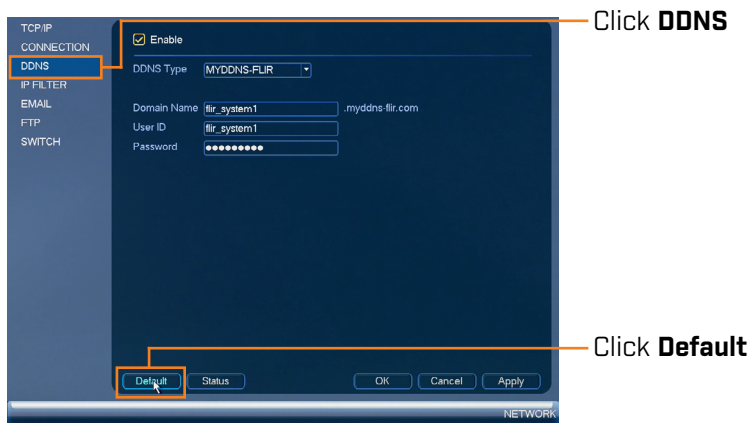 TCP/IP
CONNECTION
DDNS
IP FILTER
EMAIL
FTP
SWITCH
Enable
DDNS Type MYDDNS-FLIR
Domain Name flir_system1 .myddns-flir.com
User ID flir_system1
Password ●●●●●●●●●
Default Status OK Cancel Apply
NETWORK
Click DDNS
Click Default